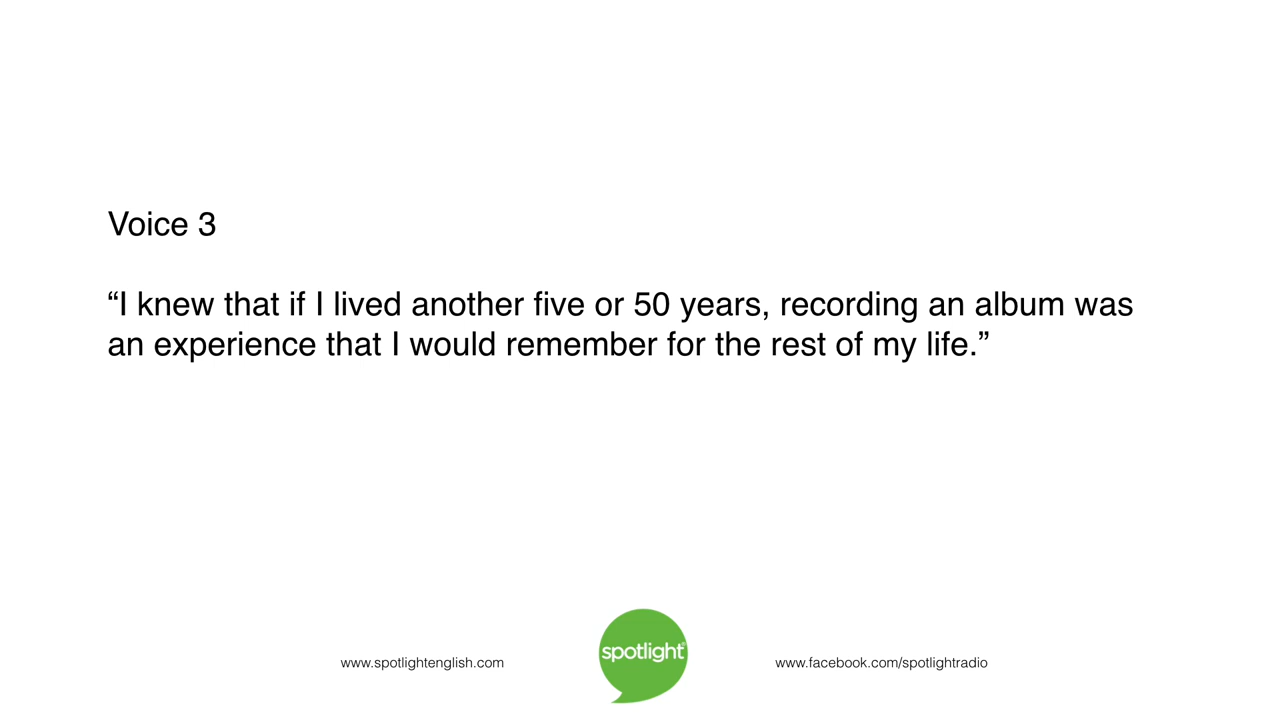 Voice 3
“I knew that if I lived another five or 50 years, recording an album was
an experience that I would remember for the rest of my life.”
spotlight®
www.spotlightenglish.com
www.facebook.com/spotlightradio